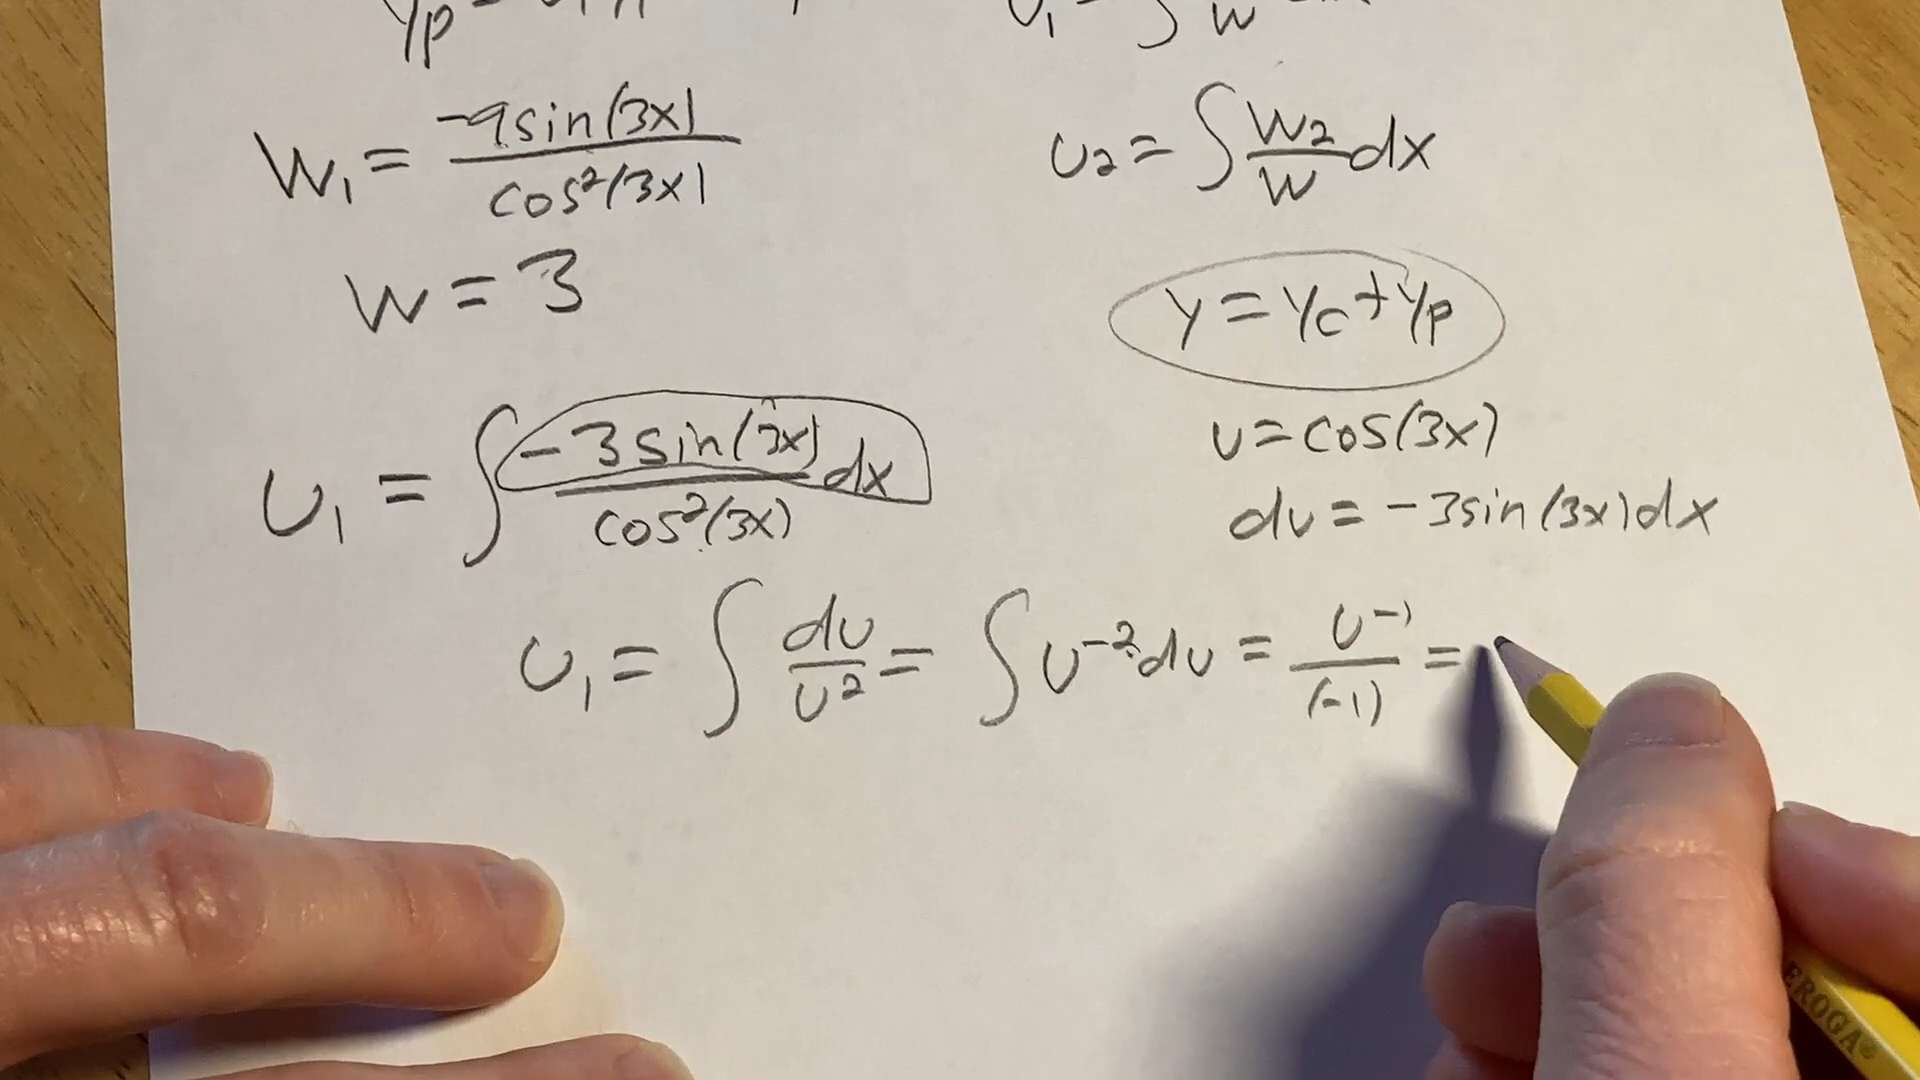 W₁ = -9sin(3x) / cos²(3x)
u₂ = ∫ W₂/W dx
W = 3
y = yc + yp
u = cos(3x)
u₁ = ∫ -3sin(3x)dx / cos²(3x)
du = -3sin(3x)dx
u₁ = ∫ du/u² = ∫ u⁻² du = u⁻¹/(-1) =
EROGA®